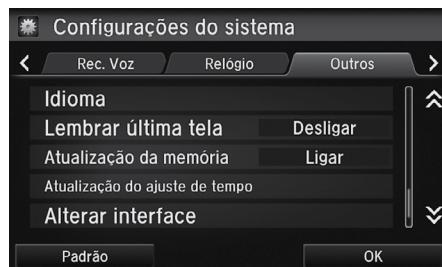 Configurações do sistema
Rec. Voz Relógio Outros
Idioma
Lembrar última tela Desligar
Atualização da memória Ligar
Atualização do ajuste de tempo
Alterar interface
Padrão OK